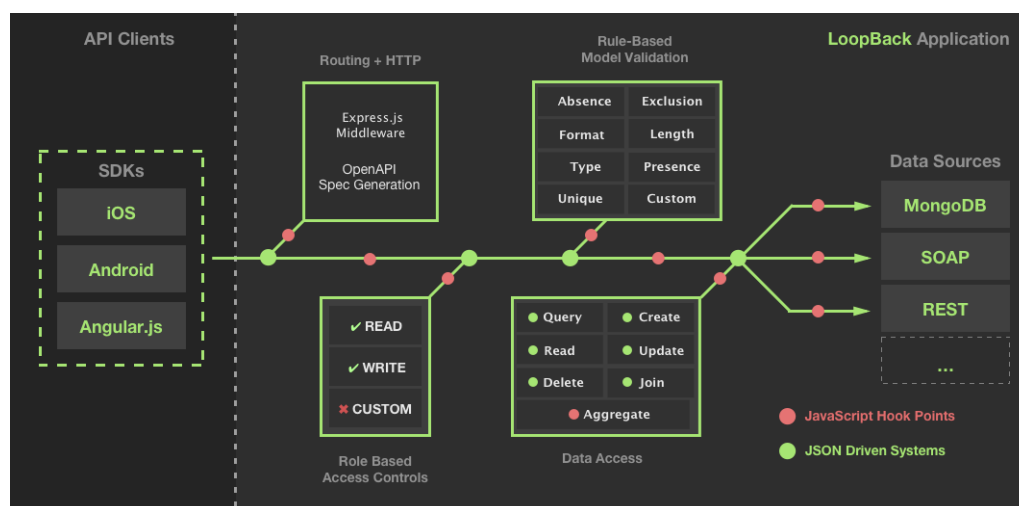 API Clients
SDKs
iOS
Android
Angular.js
LoopBack Application
Routing + HTTP
Express.js
Middleware
OpenAPI
Spec Generation
Rule-Based
Model Validation
Absence Exclusion
Format Length
Type Presence
Unique Custom
✔ READ
✔ WRITE
✖ CUSTOM
Role Based
Access Controls
Query Create
Read Update
Delete Join
Aggregate
Data Access
Data Sources
MongoDB
SOAP
REST
...
JavaScript Hook Points
JSON Driven Systems